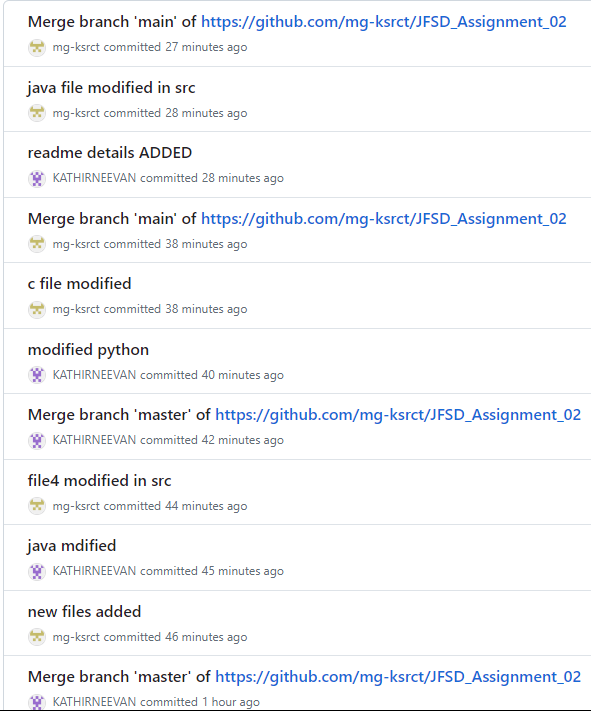 Merge branch 'main' of https://github.com/mg-ksrct/JFSD_Assignment_02
mg-ksrct committed 27 minutes ago
java file modified in src
mg-ksrct committed 28 minutes ago
readme details ADDED
KATHIRNEEVAN committed 28 minutes ago
Merge branch 'main' of https://github.com/mg-ksrct/JFSD_Assignment_02
mg-ksrct committed 38 minutes ago
c file modified
mg-ksrct committed 38 minutes ago
modified python
KATHIRNEEVAN committed 40 minutes ago
Merge branch 'master' of https://github.com/mg-ksrct/JFSD_Assignment_02
KATHIRNEEVAN committed 42 minutes ago
file4 modified in src
mg-ksrct committed 44 minutes ago
java mdified
KATHIRNEEVAN committed 45 minutes ago
new files added
mg-ksrct committed 46 minutes ago
Merge branch 'master' of https://github.com/mg-ksrct/JFSD_Assignment_02
KATHIRNEEVAN committed 1 hour ago